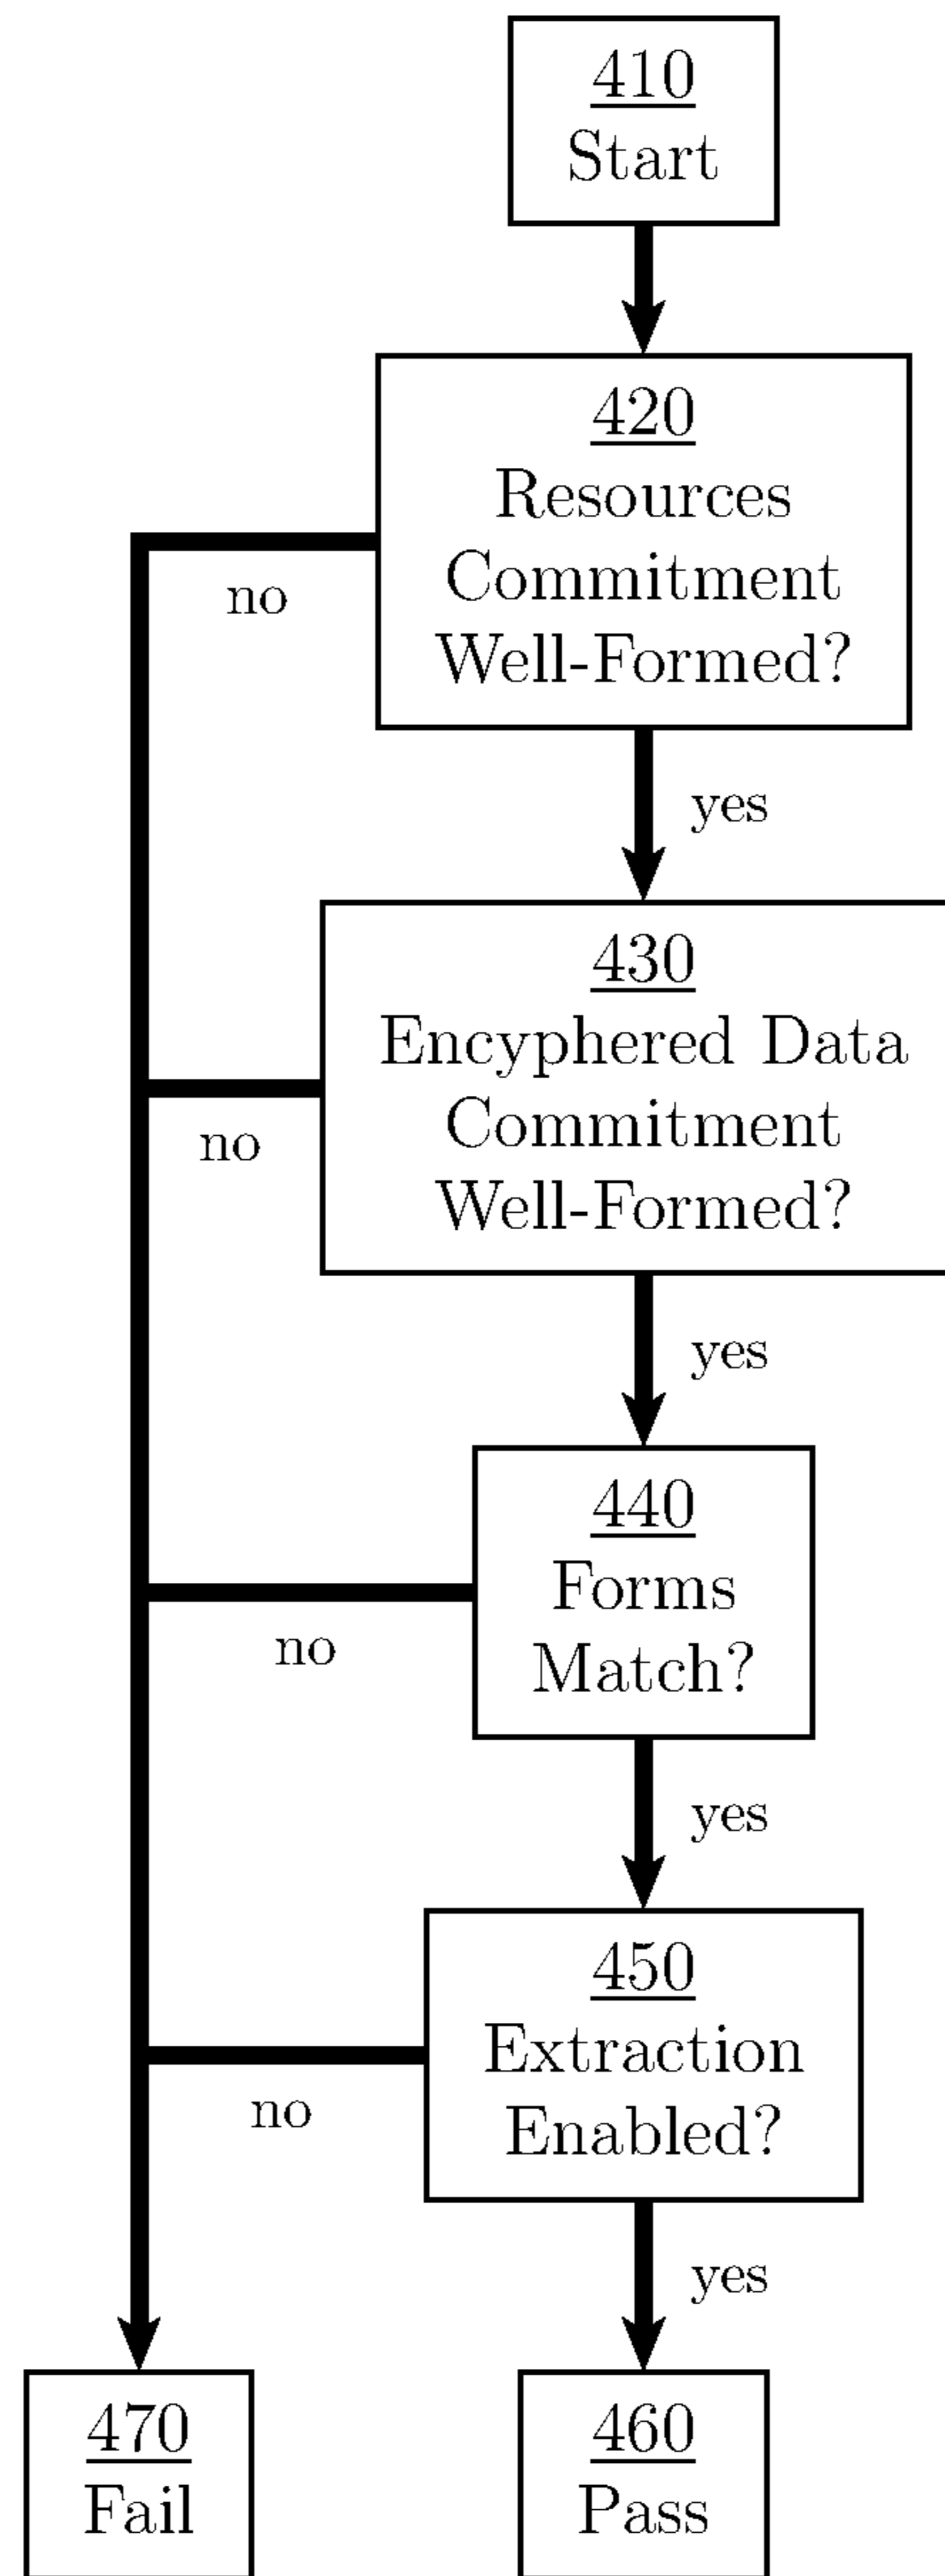 410
Start
420
Resources
Commitment
Well-Formed?
no
yes
430
Encyphered Data
Commitment
Well-Formed?
no
yes
440
Forms
Match?
no
yes
450
Extraction
Enabled?
no
yes
470
Fail
460
Pass